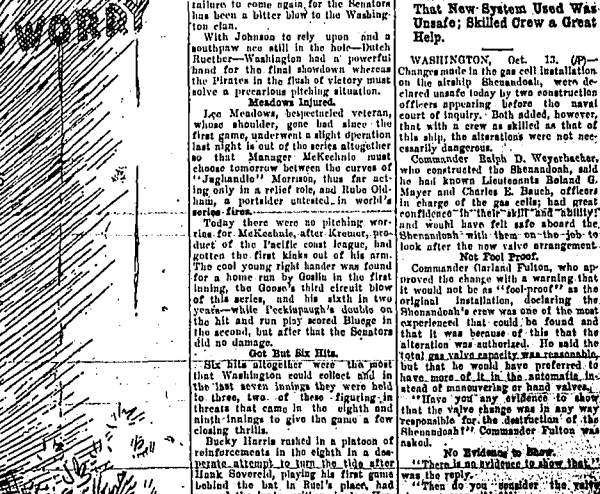 SWORD
failure to come again for the Senators
has been a bitter blow to the Washing-
ton clan.
With Johnson to rely upon and a
southpaw ace still in the hole—Dutch
Ruether—Washington had a powerful
hand for the final showdown whereas
the Pirates in the flush of victory must
solve a precarious pitching situation.
Meadows Injured.
Lee Meadows, bespectacled veteran,
whose shoulder, gone bad since the
first game, underwent a slight operation
last night is out of the series altogether
so that Manager McKechnie must
choose tomorrow between the curves of
"Jughandle" Morrison, thus far act-
ing only in a relief role, and Rube Old-
ham, a portsider untested in world's
series fires.
Today there were no pitching wor-
ries for McKechnie, after Kremer, pro-
duct of the Pacific coast league, had
gotten the first kinks out of his arm.
The cool young right hander was found
for a home run by Goslin in the first
inning, the Goose's third circuit blow
of this series, and his sixth in two
years—while Peckinpaugh's double on
the hit and run play scored Bluege in
the second, but after that the Senators
did no damage.
Got But Six Hits.
Six hits altogether were the most
that Washington could collect and in
the last seven innings they were held
to three, two of these figuring in
threats that came in the eighth and
ninth innings to give the game a few
closing thrills.
Bucky Harris rushed in a platoon of
reinforcements in the eighth in a des-
perate attempt to turn the tide after
Hank Severeid, playing his first game
behind the bat in Ruel's place, had
That New System Used Was
Unsafe; Skilled Crew a Great
Help.
WASHINGTON, Oct. 13. (AP)—
Changes made in the gas cell installation
on the airship Shenandoah, were de-
clared unsafe today by two construction
officers appearing before the naval
court of inquiry. Both added, however,
that with a crew as skilled as that of
this ship, the alterations were not nec-
essarily dangerous.
Commander Ralph D. Weyerbacher,
who constructed the Shenandoah, said
he had known Lieutenants Roland G.
Mayer and Charles E. Bauch, officers
in charge of the gas cells; had great
confidence in their skill and ability
and would have felt safe aboard the
Shenandoah with them on the job to
look after the new valve arrangement.
Not Fool Proof.
Commander Garland Fulton, who ap-
proved the change with a warning that
it would not be as "fool-proof" as the
original installation, declaring the
Shenandoah's crew was one of the most
experienced that could be found and
that it was because of this that the
alteration was authorized. He said the
total gas valve capacity was reasonable,
but that he would have preferred to
have more of it in the automatic in-
stead of manouvering or hand valves.
"Have you any evidence to show
that the valve change was in any way
responsible for the destruction of the
Shenandoah?" Commander Fulton was
asked.
No Evidence to Show.
"There is no evidence to show that,"
was the reply.
"Then do you consider the valve